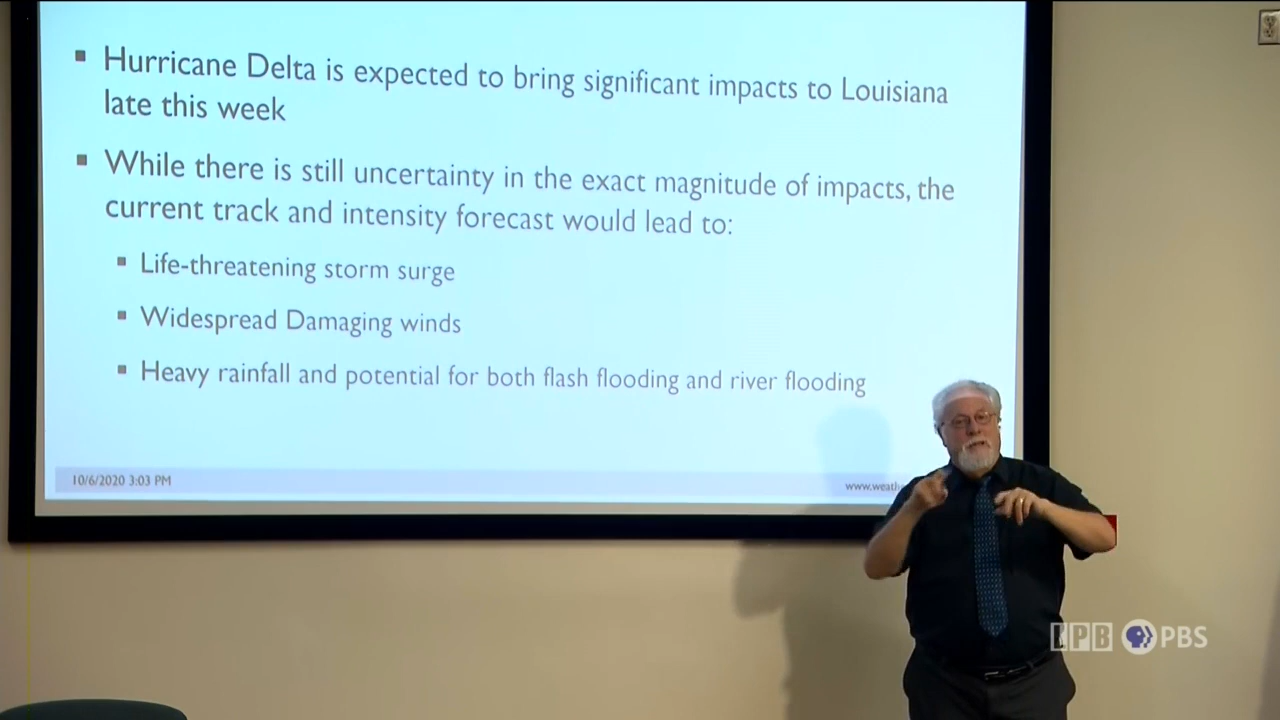 Hurricane Delta is expected to bring significant impacts to Louisiana
late this week
While there is still uncertainty in the exact magnitude of impacts, the
current track and intensity forecast would lead to:
Life-threatening storm surge
Widespread Damaging winds
Heavy rainfall and potential for both flash flooding and river flooding
10/6/2020 3:03 PM
LPB PBS